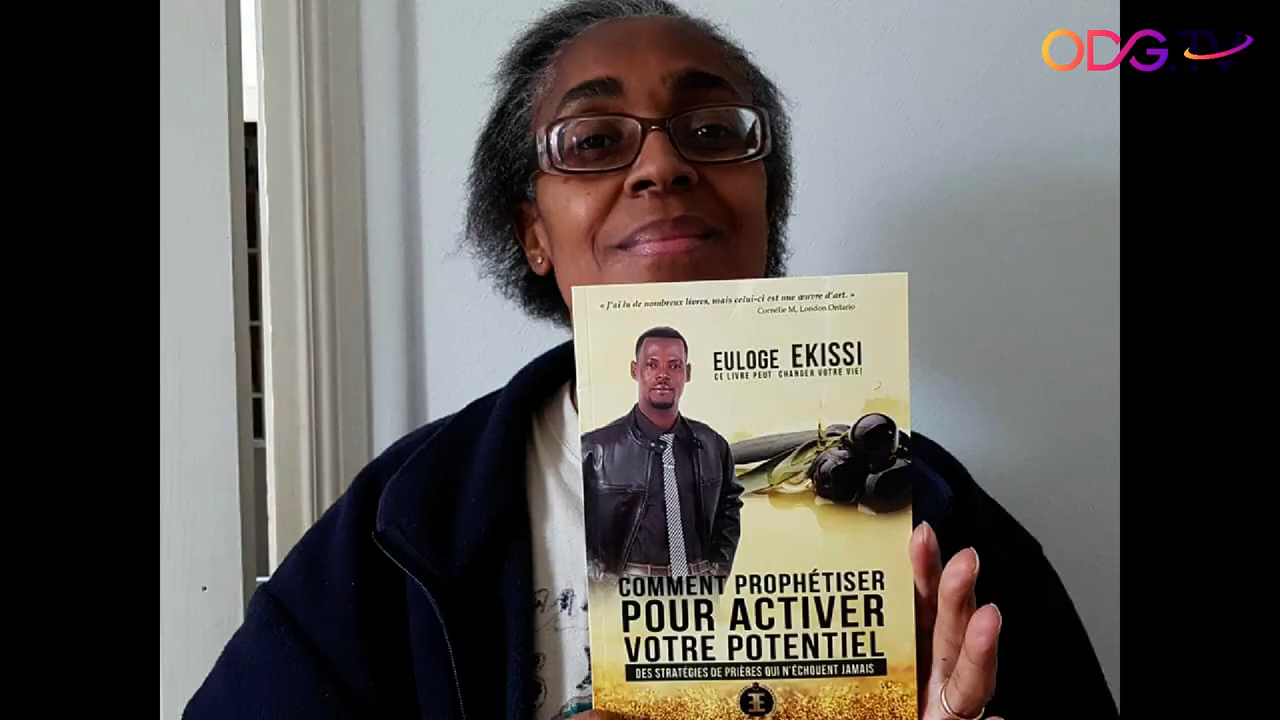 ODG TV
« J'ai lu de nombreux livres, mais celui-ci est une œuvre d'art. »
Cornélie M, London Ontario
EULOGE EKISSI
CE LIVRE PEUT CHANGER VOTRE VIE!
COMMENT PROPHÉTISER
POUR ACTIVER
VOTRE POTENTIEL
DES STRATÉGIES DE PRIÈRES QUI N'ÉCHOUENT JAMAIS